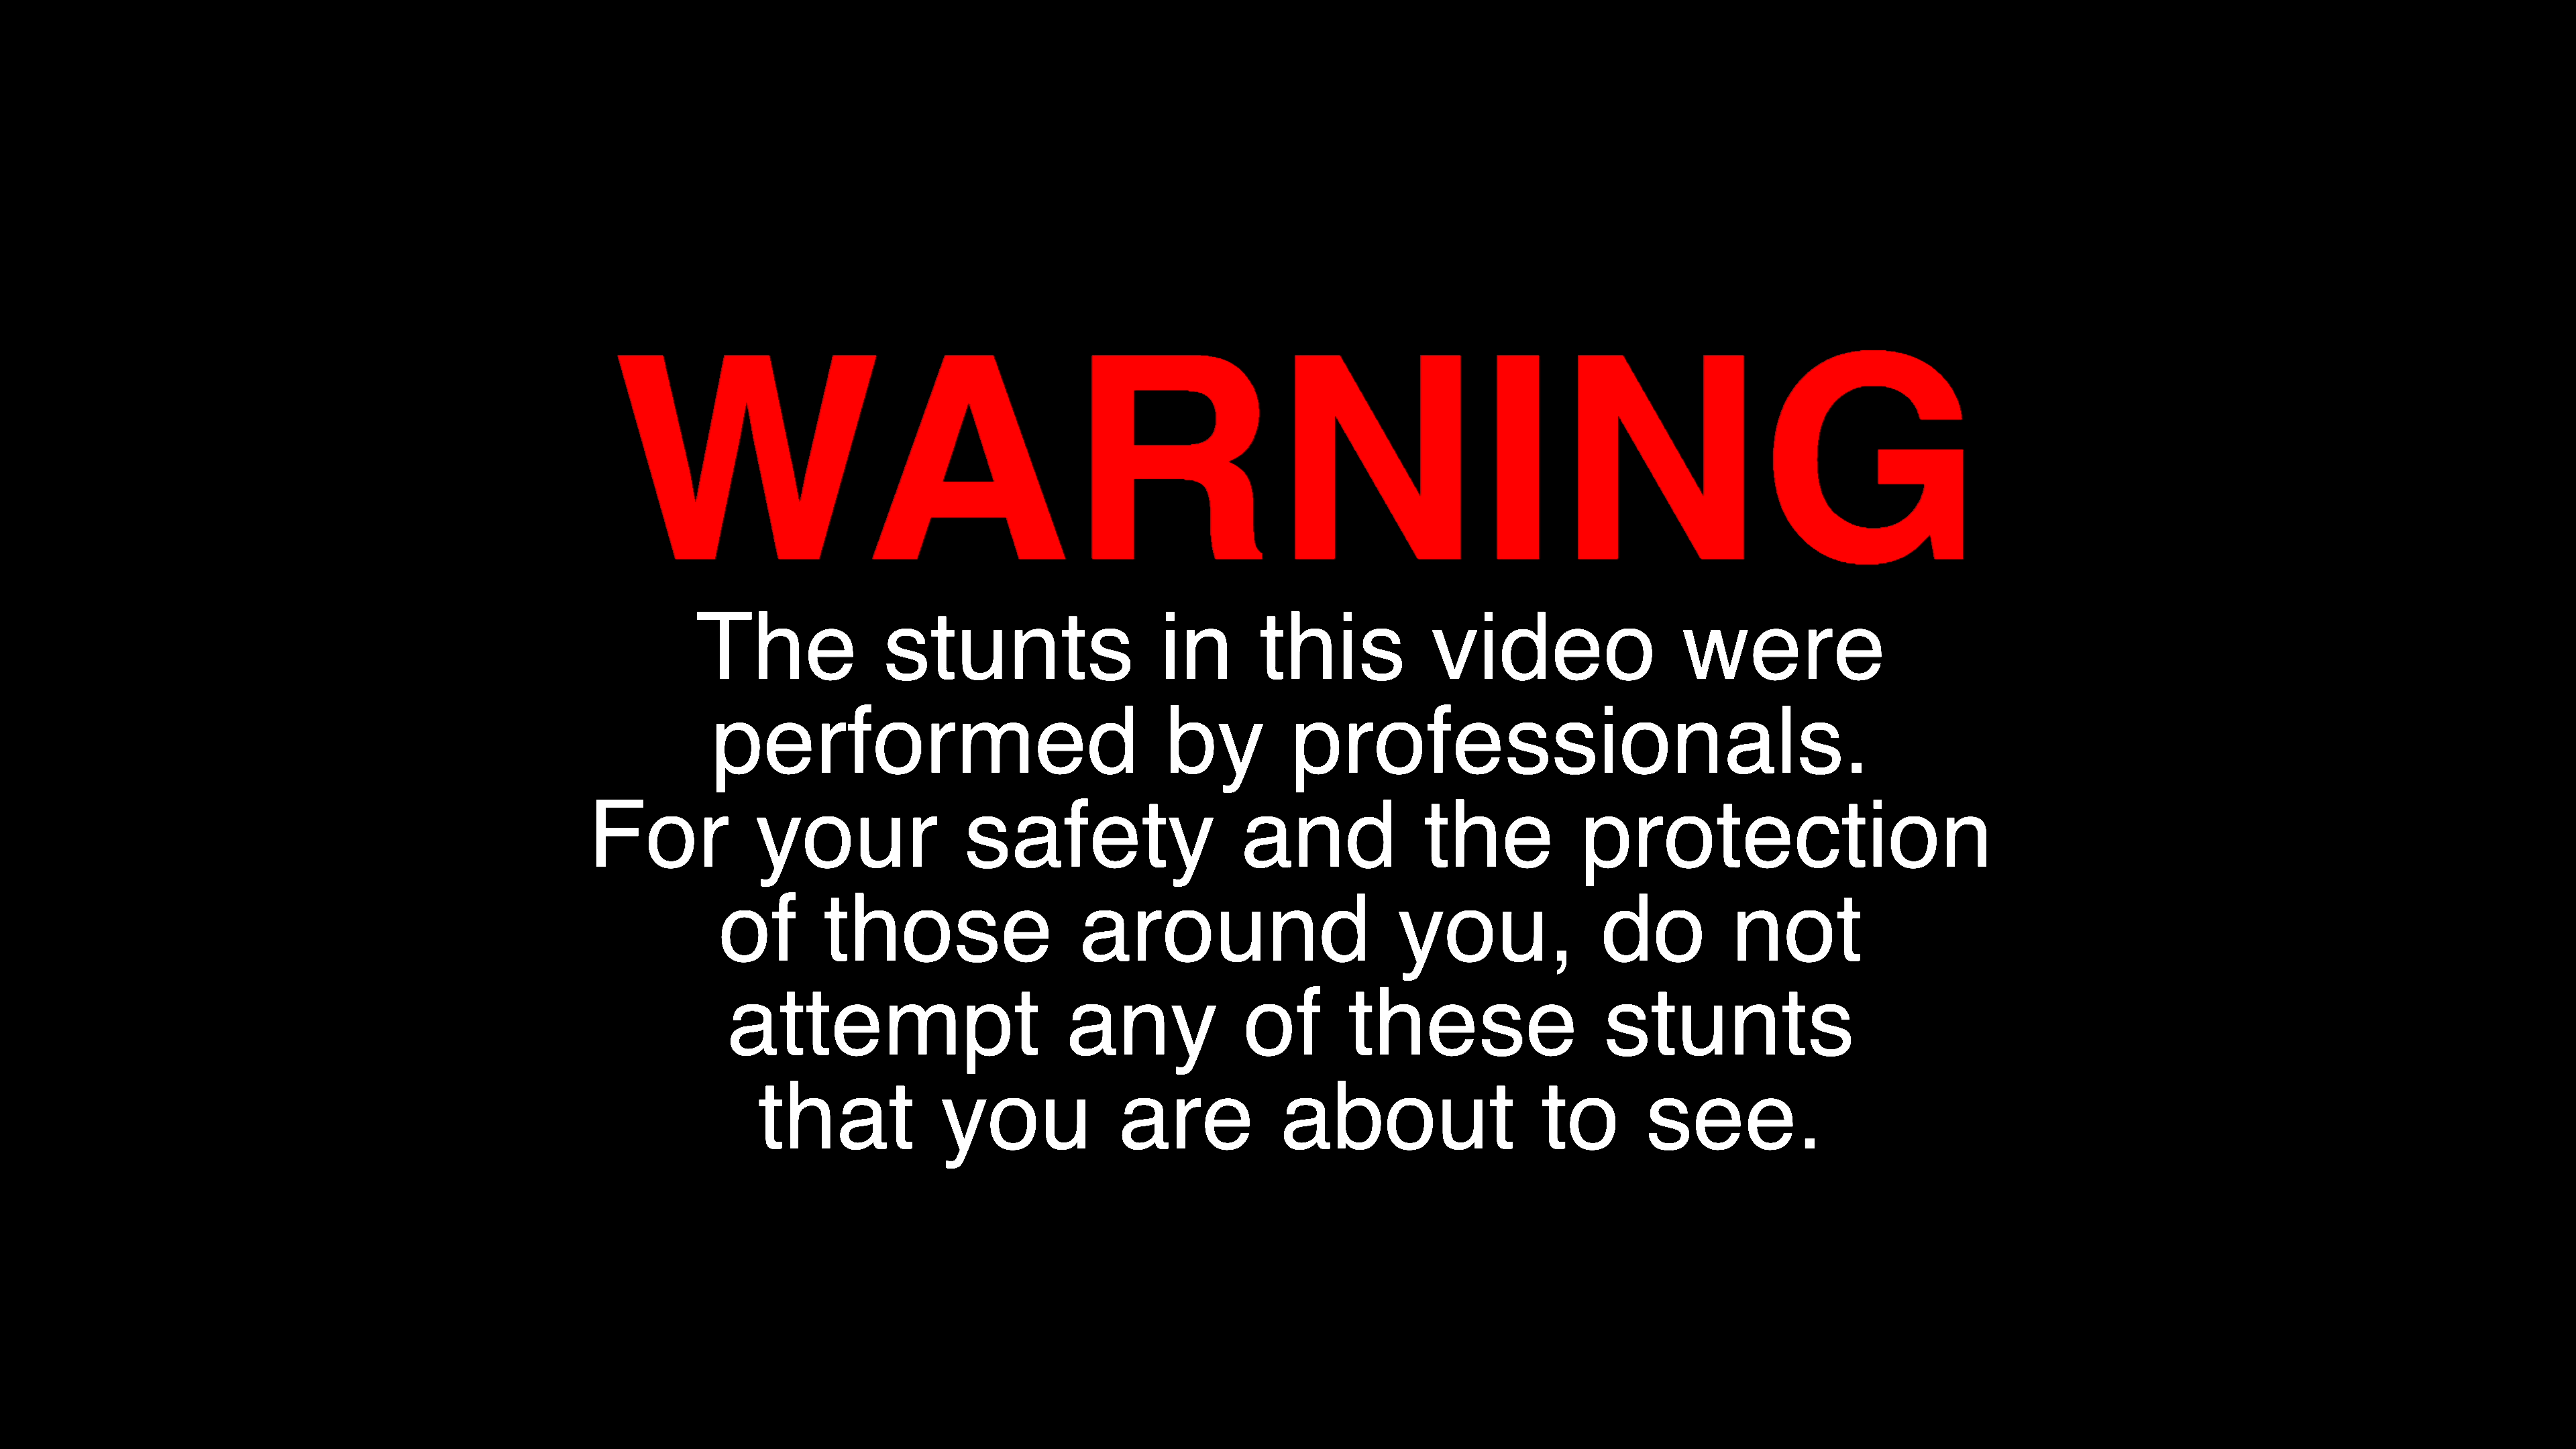 WARNING
The stunts in this video were
performed by professionals.
For your safety and the protection
of those around you, do not
attempt any of these stunts
that you are about to see.